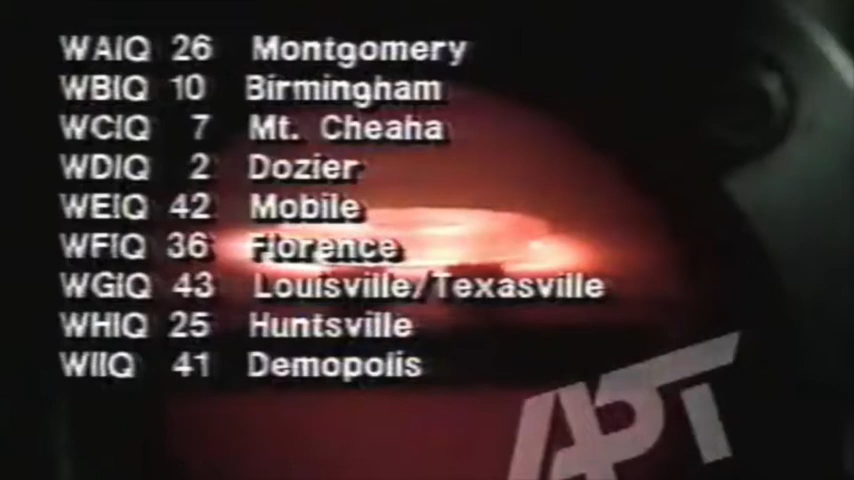 WAIQ 26 Montgomery
WBIQ 10 Birmingham
WCIQ 7 Mt. Cheaha
WDIQ 2 Dozier
WEIQ 42 Mobile
WFIQ 36 Florence
WGIQ 43 Louisville/Texasville
WHIQ 25 Huntsville
WIIQ 41 Demopolis
APT